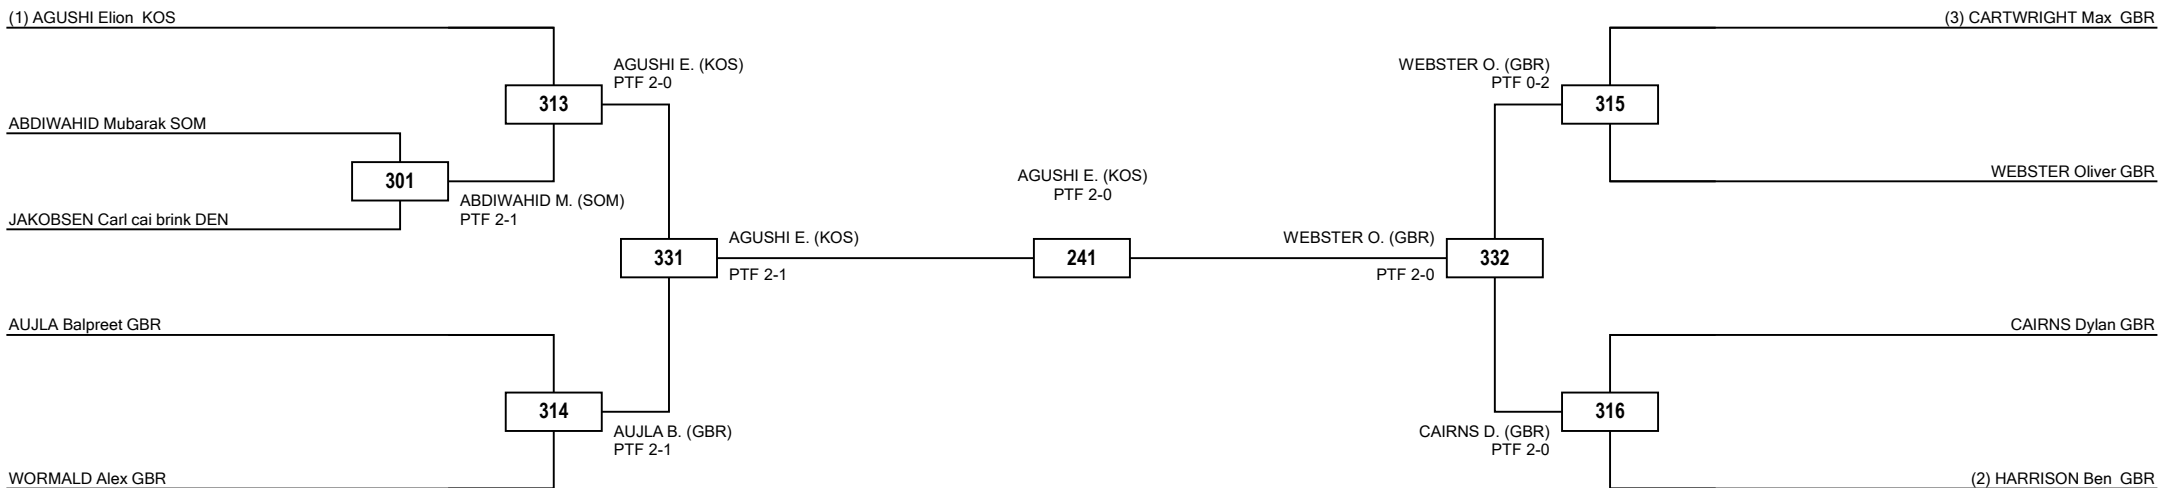 (1) AGUSHI Elion  KOS
(3) CARTWRIGHT Max  GBR
AGUSHI E. (KOS)
PTF 2-0
WEBSTER O. (GBR)
PTF 0-2
313
315
ABDIWAHID Mubarak SOM
301
ABDIWAHID M. (SOM)
PTF 2-1
JAKOBSEN Carl cai brink DEN
AGUSHI E. (KOS)
PTF 2-0
WEBSTER Oliver GBR
331
AGUSHI E. (KOS)
PTF 2-1
241
WEBSTER O. (GBR)
PTF 2-0
332
AUJLA Balpreet GBR
CAIRNS Dylan GBR
314
316
AUJLA B. (GBR)
PTF 2-1
CAIRNS D. (GBR)
PTF 2-0
WORMALD Alex GBR
(2) HARRISON Ben  GBR